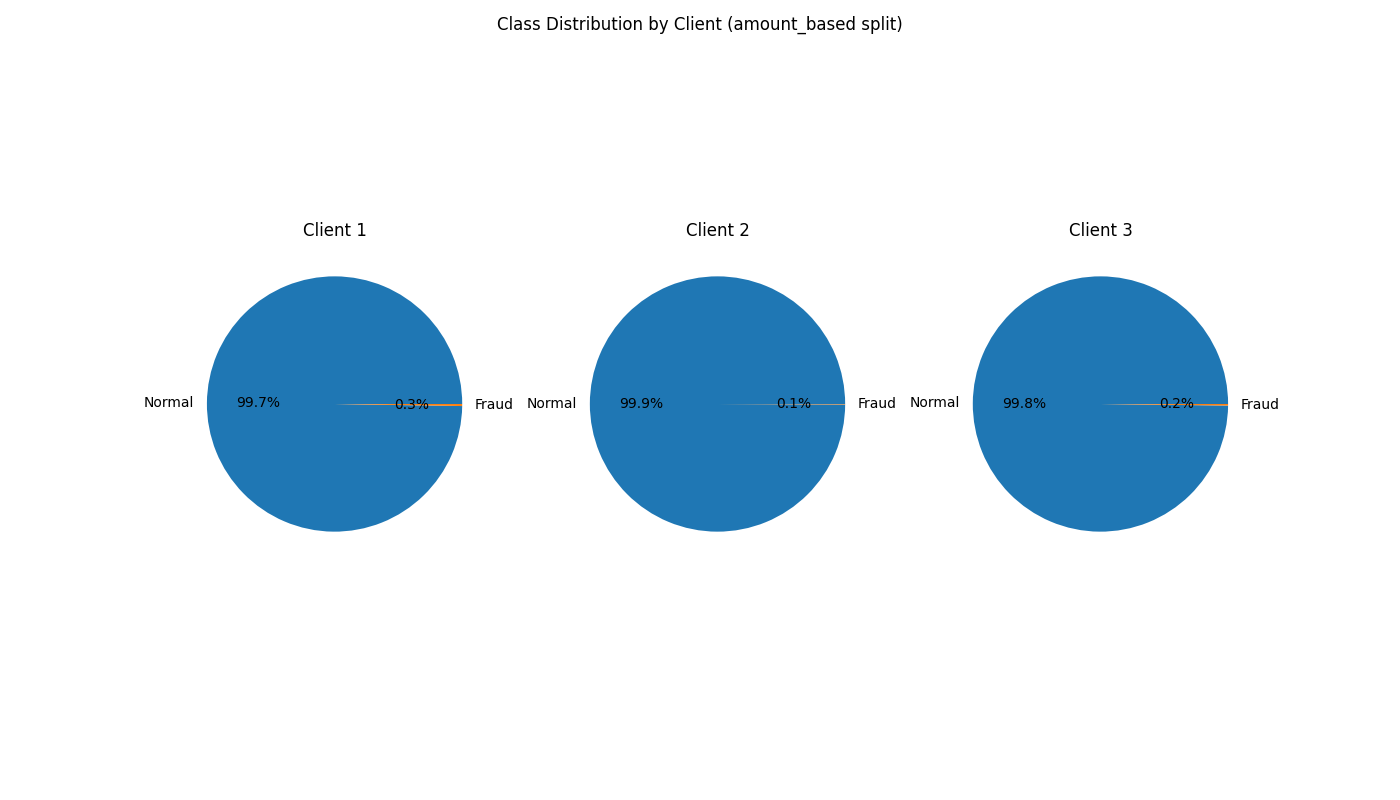 Class Distribution by Client (amount_based split)
Client 1
Normal
99.7%
0.3%
Fraud
Client 2
Normal
99.9%
0.1%
Fraud
Client 3
Normal
99.8%
0.2%
Fraud